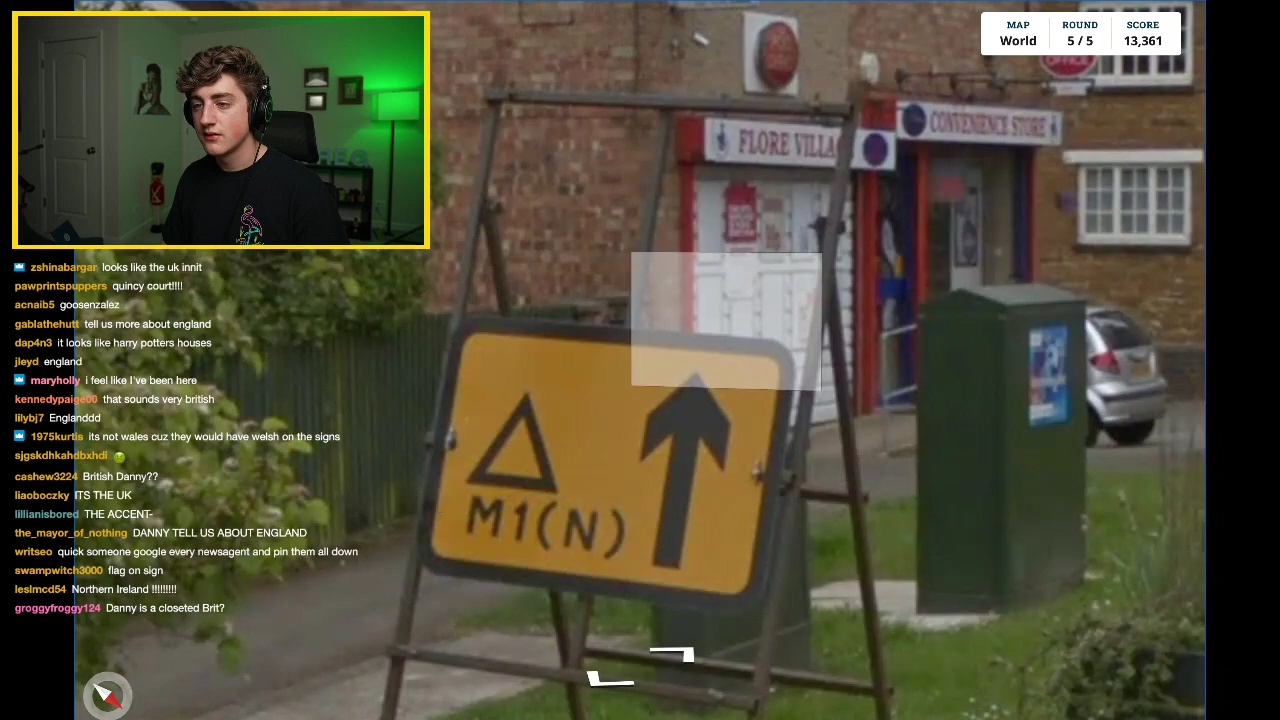 MAP
World
ROUND
5 / 5
SCORE
13,361
OFFICE
FLORE VILLA
CONVENIENCE STORE
M1(N)
zshinabargar looks like the uk innit
pawprintspuppers quincy court!!!!
acnaib5 goosenzalez
gablathehutt tell us more about england
dap4n3 it looks like harry potters houses
jleyd england
maryholly i feel like I've been here
kennedypaige00 that sounds very british
lilybj7 Englanddd
1975kurtis its not wales cuz they would have welsh on the signs
sjgskdhkahdbxhdi
cashew3224 British Danny??
liaoboczky ITS THE UK
lillianisbored THE ACCENT-
the_mayor_of_nothing DANNY TELL US ABOUT ENGLAND
writseo quick someone google every newsagent and pin them all down
swampwitch3000 flag on sign
leslmcd54 Northern Ireland !!!!!!!!!
groggyfroggy124 Danny is a closeted Brit?